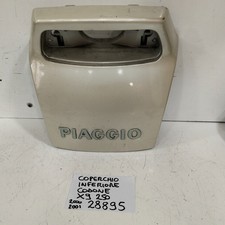 PIAGGIO
COPERCHIO
INFERIORE
CODONE
X9 250
2000
2001 28895